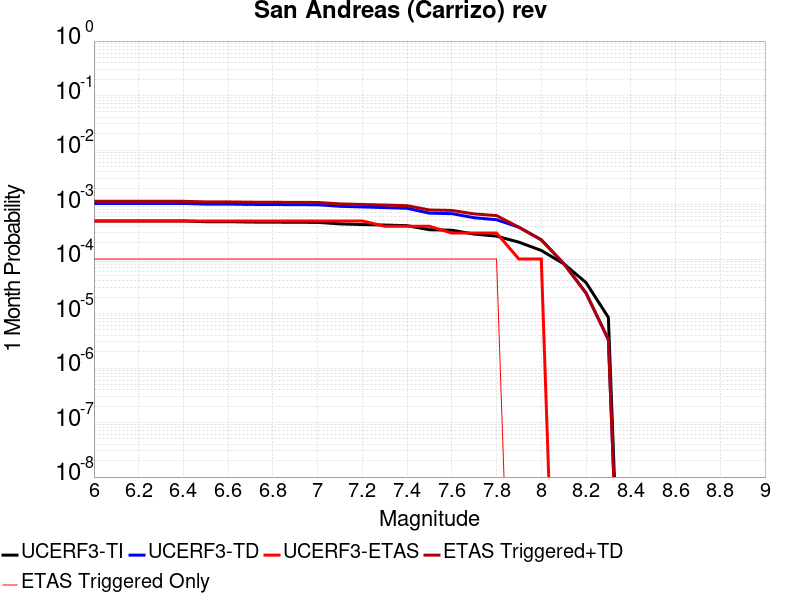 San Andreas (Carrizo) rev
10^0
10^-1
10^-2
10^-3
10^-4
10^-5
10^-6
10^-7
10^-8
1 Month Probability
6 6.2 6.4 6.6 6.8 7 7.2 7.4 7.6 7.8 8 8.2 8.4 8.6 8.8 9
Magnitude
UCERF3-TI UCERF3-TD UCERF3-ETAS ETAS Triggered+TD
ETAS Triggered Only